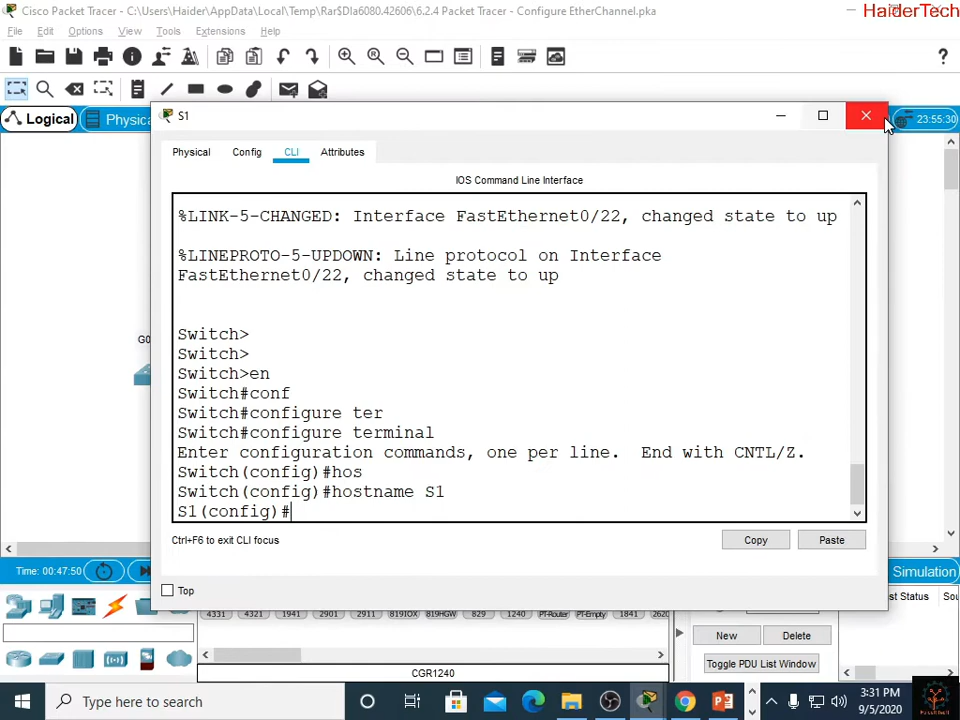 Cisco Packet Tracer - C:\Users\Haider\AppData\Local\Temp\Rar$DIa6080.42606\6.2.4 Packet Tracer - Configure EtherChannel.pka
HaiderTech
File Edit Options View Tools Extensions Help
?
Logical
Physica
23:55:30
S1
Physical Config CLI Attributes
IOS Command Line Interface
%LINK-5-CHANGED: Interface FastEthernet0/22, changed state to up
%LINEPROTO-5-UPDOWN: Line protocol on Interface
FastEthernet0/22, changed state to up
Switch>
Switch>
Switch>en
Switch#conf
Switch#configure ter
Switch#configure terminal
Enter configuration commands, one per line.  End with CNTL/Z.
Switch(config)#hos
Switch(config)#hostname S1
S1(config)#
G0
Ctrl+F6 to exit CLI focus
Copy
Paste
Top
Time: 00:47:50
Simulation
4331 4321 1941 2901 2911 819IOX 819HGW 829 1240 PT-Router PT-Empty 1841 2620
CGR1240
New
Delete
Toggle PDU List Window
st Status
Sou
Type here to search
3:31 PM
9/5/2020